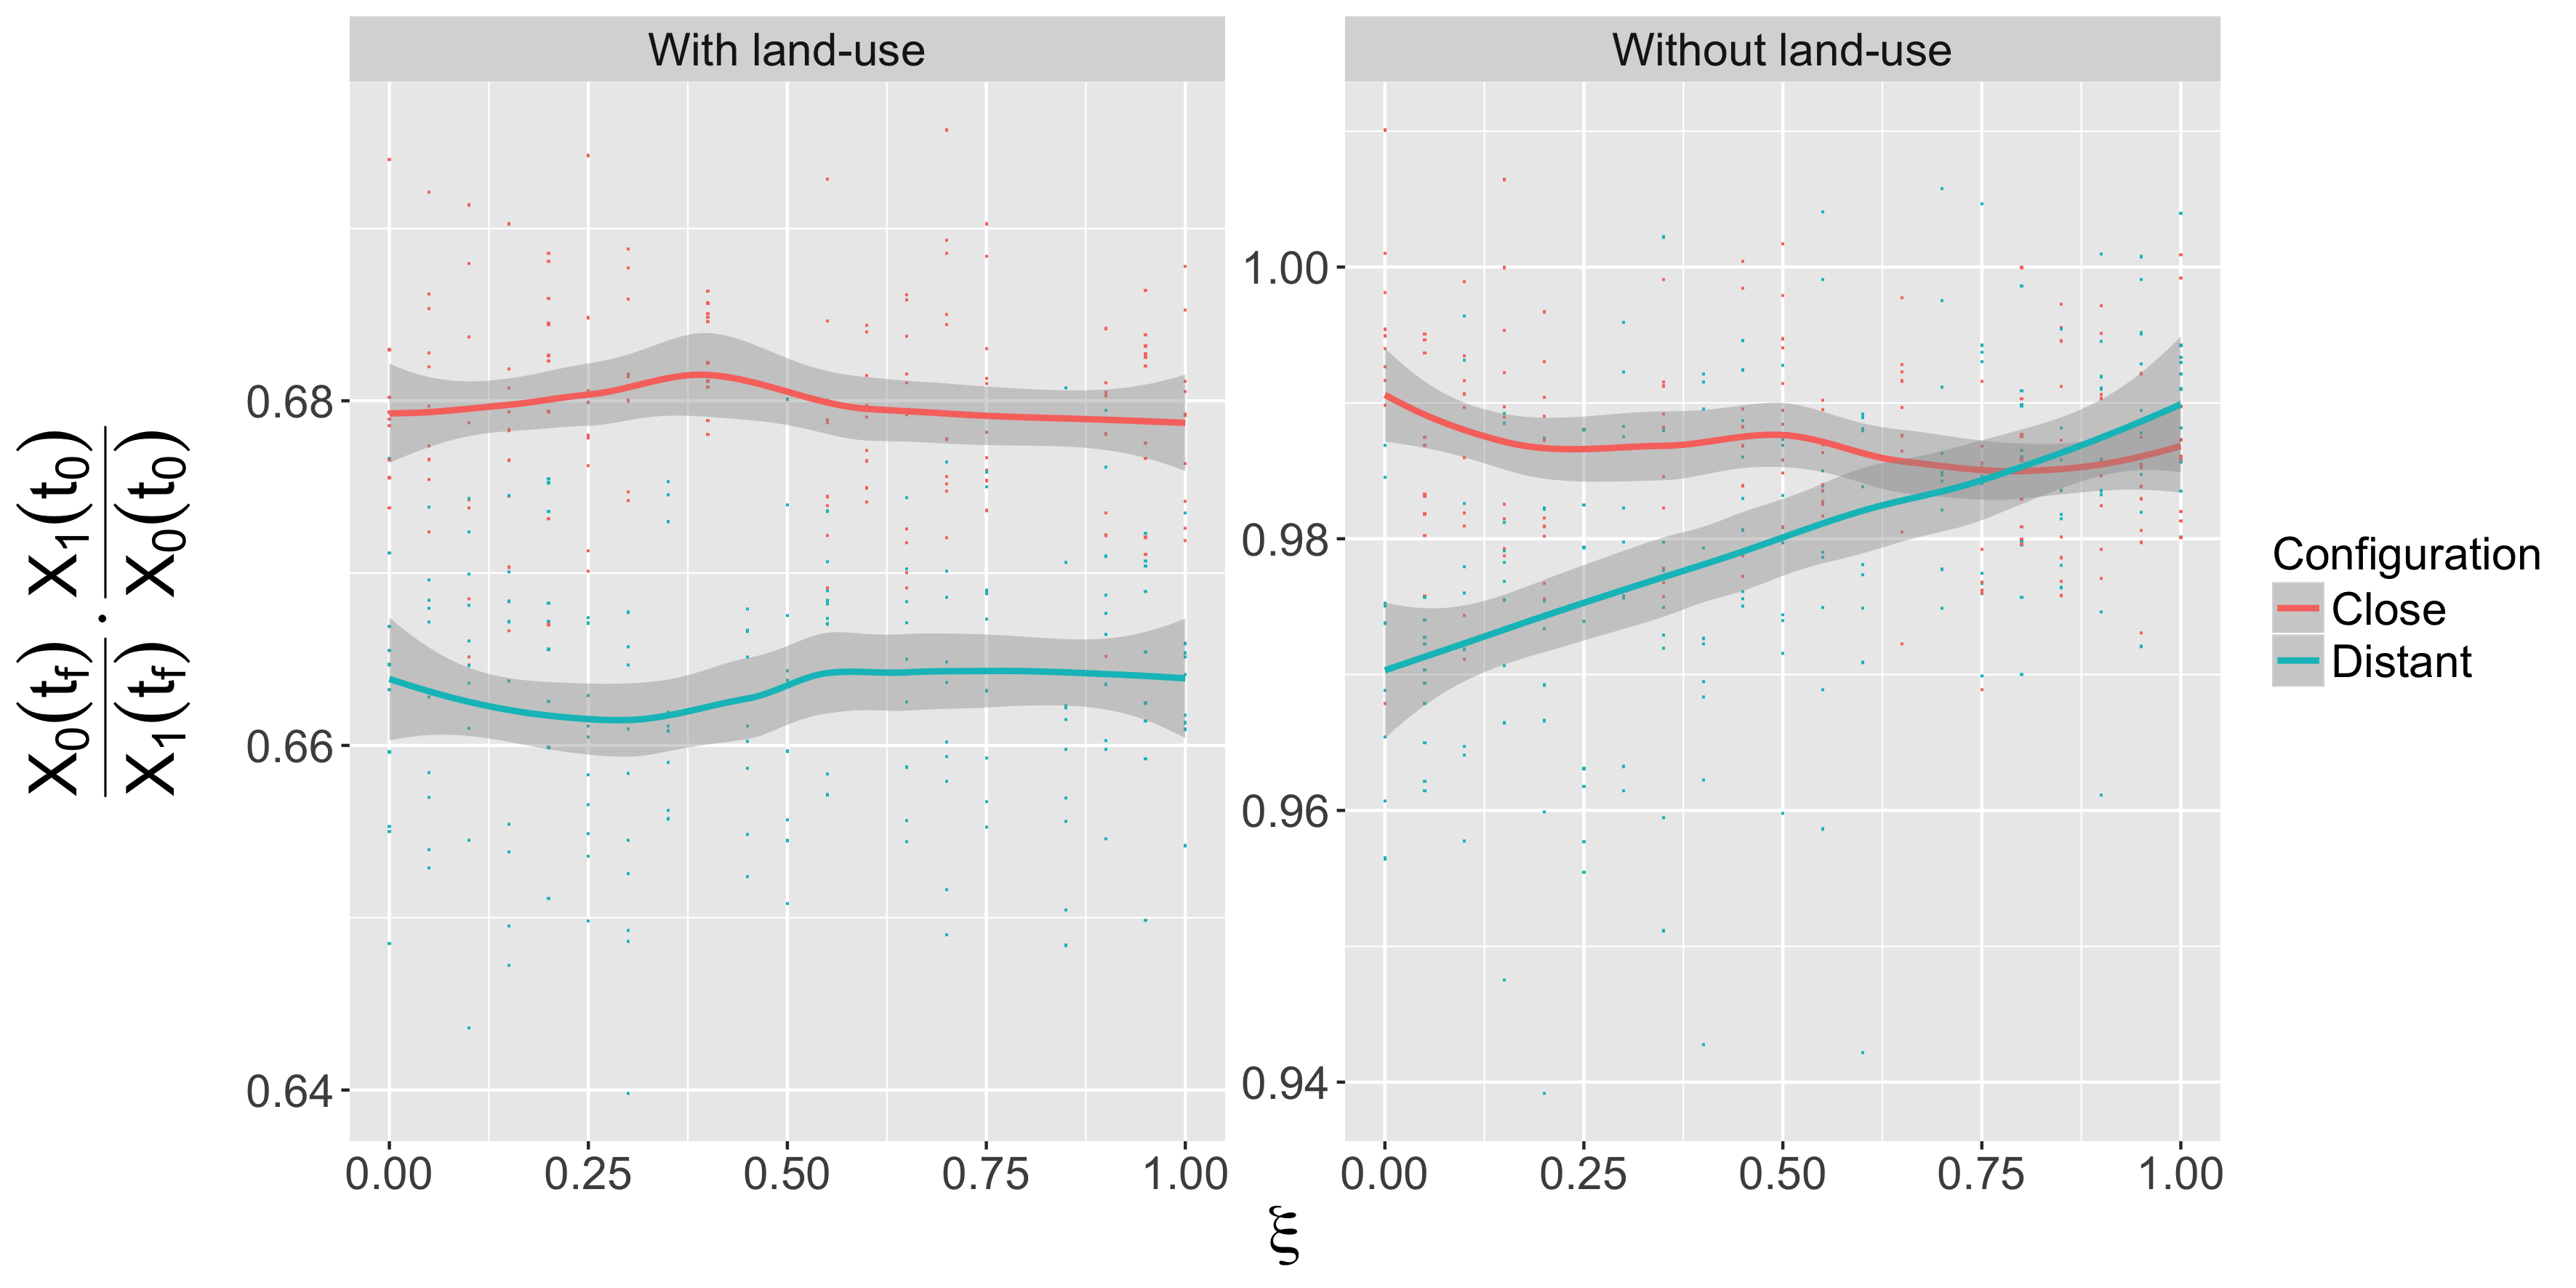 With land-use
Without land-use
X₀(t_f) / X₁(t_f) · X₁(t₀) / X₀(t₀)
0.68
0.66
0.64
1.00
0.98
0.96
0.94
0.00 0.25 0.50 0.75 1.00
0.00 0.25 0.50 0.75 1.00
ξ
Configuration
Close
Distant